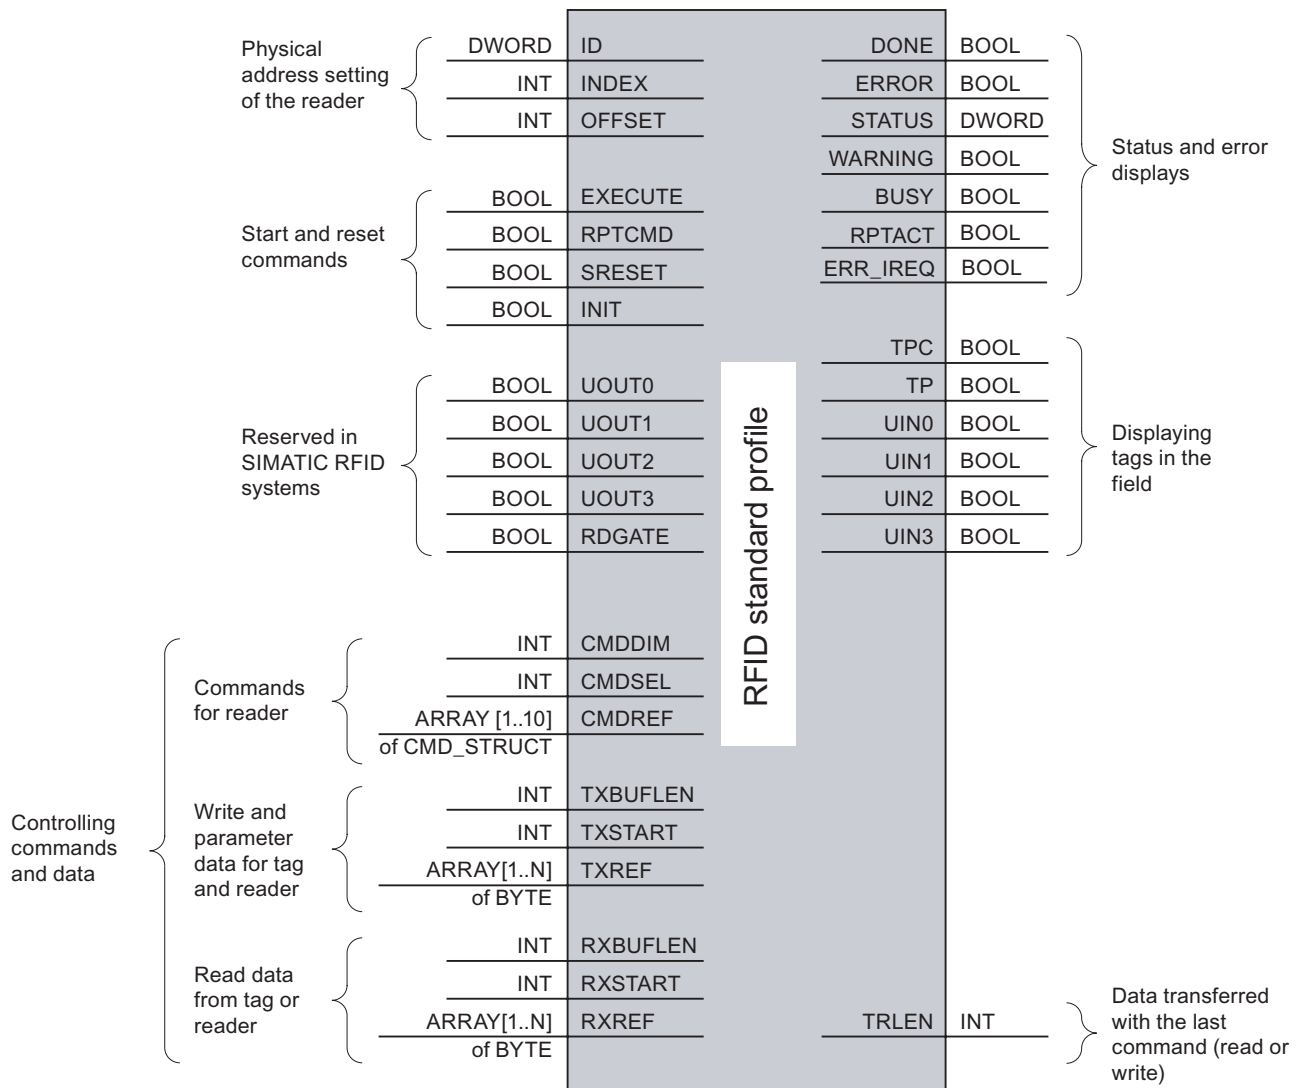 Physical
address setting
of the reader
DWORD ID
INT INDEX
INT OFFSET
Start and reset
commands
BOOL EXECUTE
BOOL RPTCMD
BOOL SRESET
BOOL INIT
Reserved in
SIMATIC RFID
systems
BOOL UOUT0
BOOL UOUT1
BOOL UOUT2
BOOL UOUT3
BOOL RDGATE
Controlling
commands
and data
Commands
for reader
INT CMDDIM
INT CMDSEL
ARRAY [1..10] CMDREF
of CMD_STRUCT
Write and
parameter
data for tag
and reader
INT TXBUFLEN
INT TXSTART
ARRAY[1..N] TXREF
of BYTE
Read data
from tag or
reader
INT RXBUFLEN
INT RXSTART
ARRAY[1..N] RXREF
of BYTE
RFID standard profile
DONE BOOL
ERROR BOOL
STATUS DWORD
WARNING BOOL
BUSY BOOL
RPTACT BOOL
ERR_IREQ BOOL
Status and error
displays
TPC BOOL
TP BOOL
UIN0 BOOL
UIN1 BOOL
UIN2 BOOL
UIN3 BOOL
Displaying
tags in the
field
TRLEN INT
Data transferred
with the last
command (read or
write)